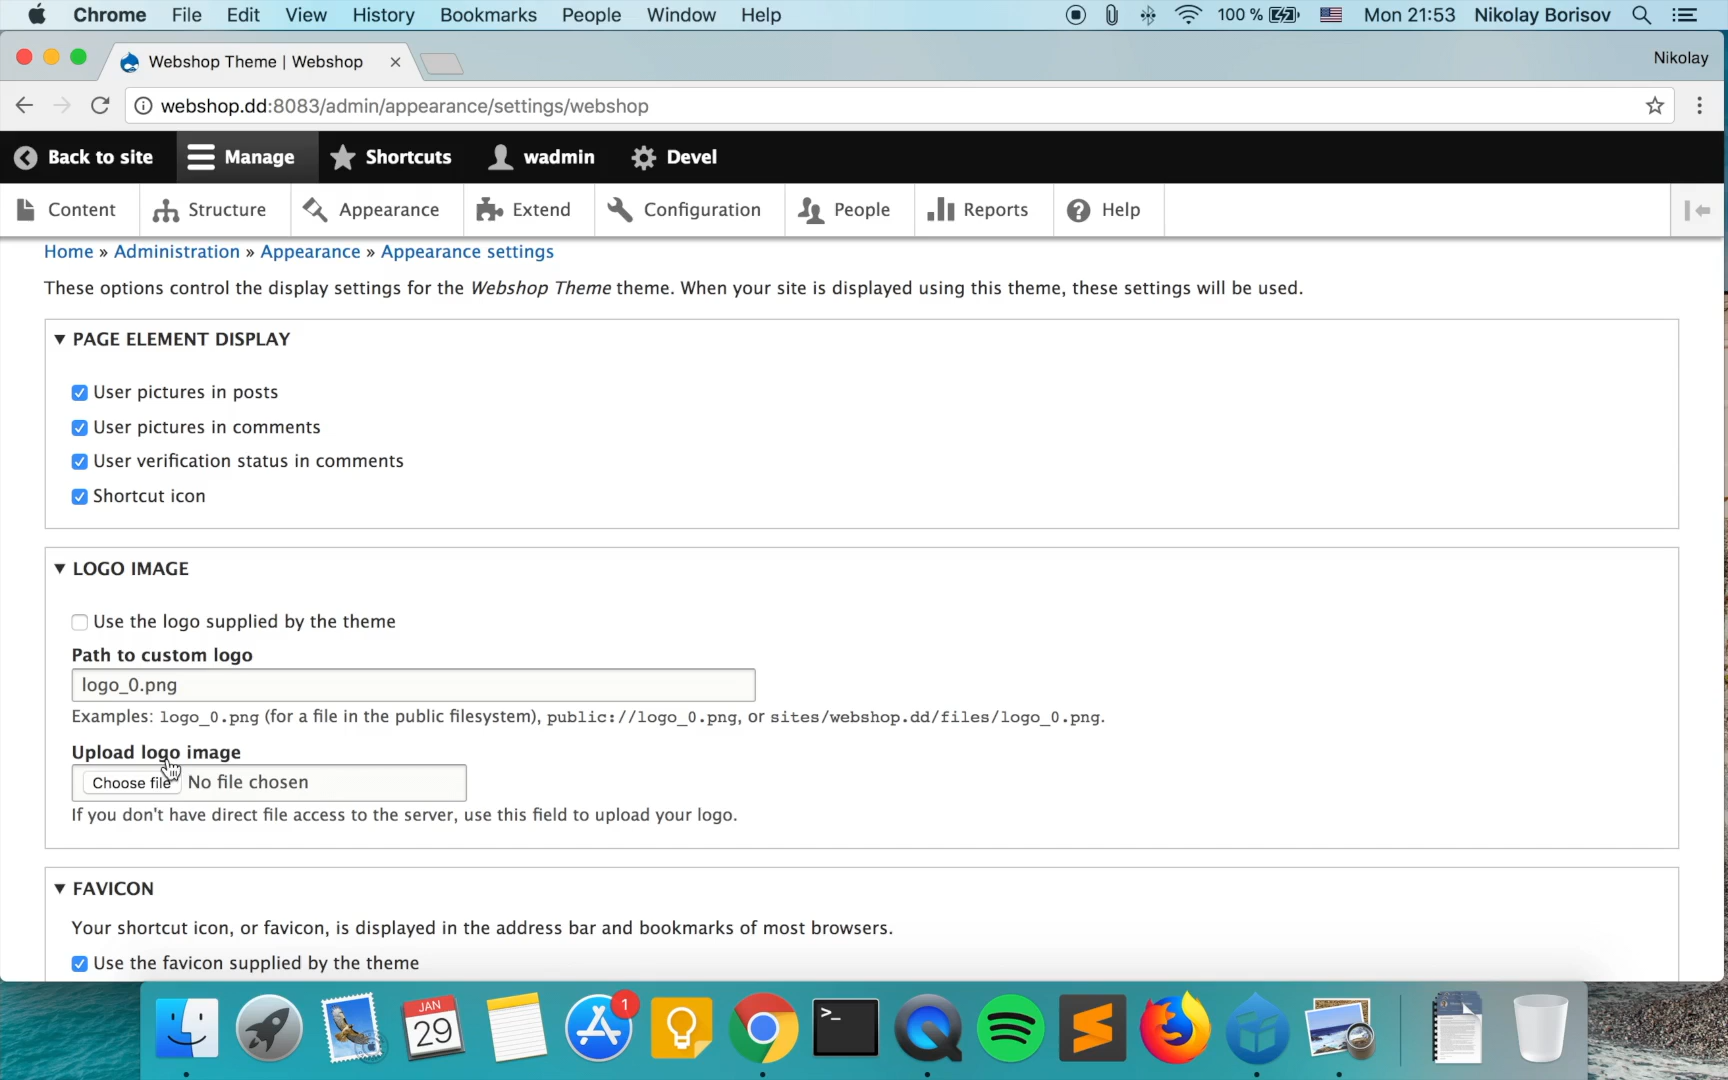 Chrome File Edit View History Bookmarks People Window Help 100 % Mon 21:53 Nikolay Borisov
Webshop Theme | Webshop Nikolay
webshop.dd:8083/admin/appearance/settings/webshop
Back to site Manage Shortcuts wadmin Devel
Content Structure Appearance Extend Configuration People Reports Help
Home » Administration » Appearance » Appearance settings
These options control the display settings for the Webshop Theme theme. When your site is displayed using this theme, these settings will be used.
PAGE ELEMENT DISPLAY
User pictures in posts
User pictures in comments
User verification status in comments
Shortcut icon
LOGO IMAGE
Use the logo supplied by the theme
Path to custom logo
logo_0.png
Examples: logo_0.png (for a file in the public filesystem), public://logo_0.png, or sites/webshop.dd/files/logo_0.png.
Upload logo image
Choose file No file chosen
If you don't have direct file access to the server, use this field to upload your logo.
FAVICON
Your shortcut icon, or favicon, is displayed in the address bar and bookmarks of most browsers.
Use the favicon supplied by the theme
JAN
29
1
>_